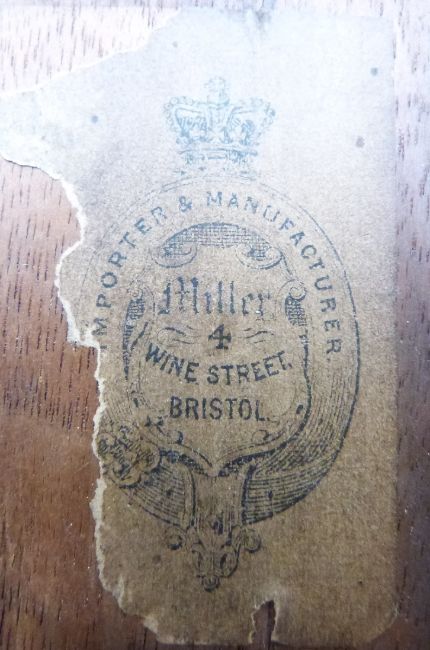 IMPORTER & MANUFACTURER.
Miller
4
WINE STREET.
BRISTOL.